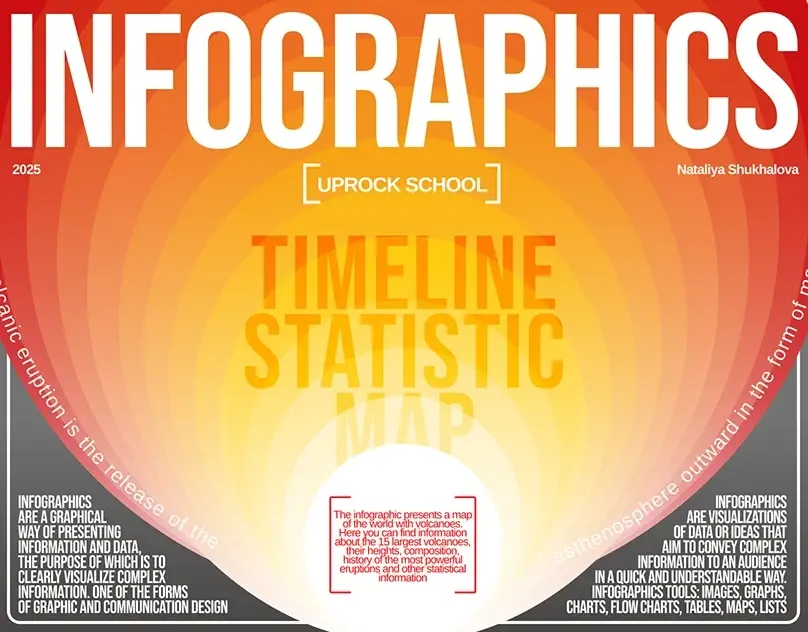 INFOGRAPHICS
2025
Nataliya Shukhalova
UPROCK SCHOOL
TIMELINE
STATISTIC
MAP
eruption is the release of the
asthenosphere outward in the form of
INFOGRAPHICS
ARE A GRAPHICAL
WAY OF PRESENTING
INFORMATION AND DATA,
THE PURPOSE OF WHICH IS TO
CLEARLY VISUALIZE COMPLEX
INFORMATION. ONE OF THE FORMS
OF GRAPHIC AND COMMUNICATION DESIGN
The infographic presents a map
of the world with volcanoes.
Here you can find information
about the 15 largest volcanoes,
their heights, composition,
history of the most powerful
eruptions and other statistical
information
INFOGRAPHICS
ARE VISUALIZATIONS
OF DATA OR IDEAS THAT
AIM TO CONVEY COMPLEX
INFORMATION TO AN AUDIENCE
IN A QUICK AND UNDERSTANDABLE WAY.
INFOGRAPHICS TOOLS: IMAGES, GRAPHS,
CHARTS, FLOW CHARTS, TABLES, MAPS, LISTS